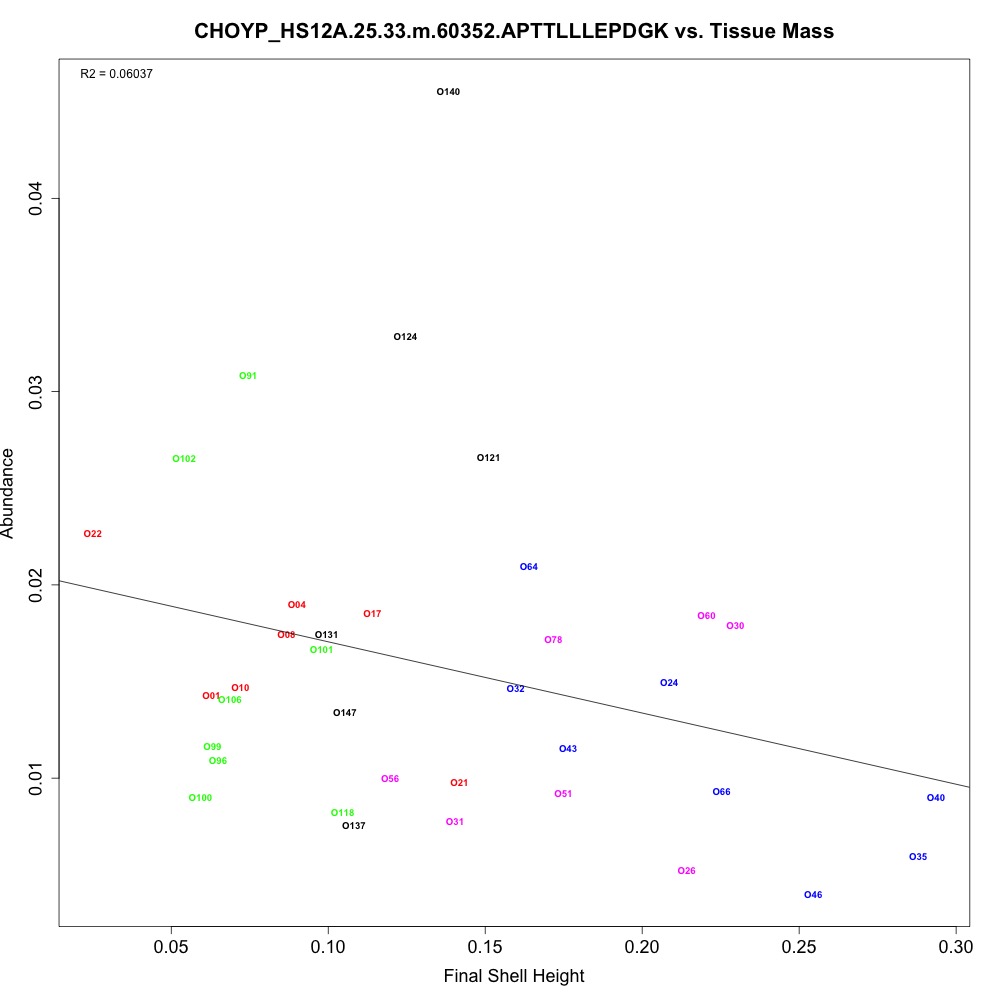 CHOYP_HS12A.25.33.m.60352.APTTLLLEPDGK vs. Tissue Mass
R2 = 0.06037
O140
0.04
O124
O91
0.03
O121
O102
O22
O64
0.02
O04
O17
O60
O30
O08
O131
O78
O101
O24
O10
O32
O01
O106
O147
O99
O43
O96
0.01
O56
O21
O66
O51
O100
O40
O118
O31
O137
O35
O26
O46
Abundance
0.05 0.10 0.15 0.20 0.25 0.30
Final Shell Height